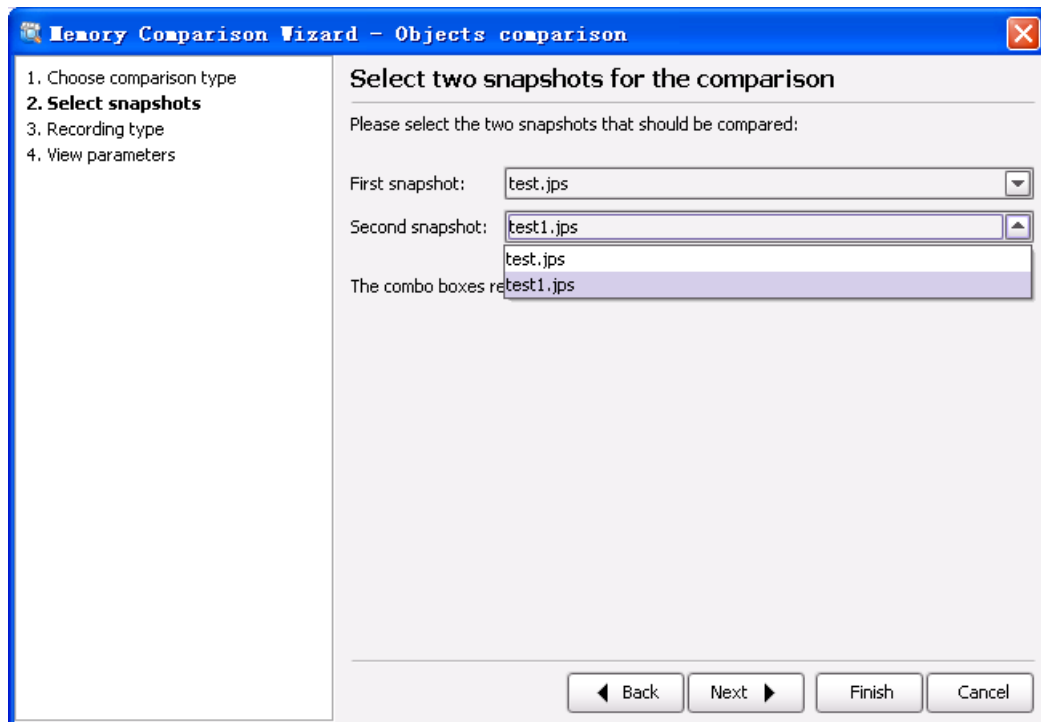 Memory Comparison Wizard - Objects comparison
1. Choose comparison type
2. Select snapshots
3. Recording type
4. View parameters
Select two snapshots for the comparison
Please select the two snapshots that should be compared:
First snapshot: test.jps
Second snapshot: test1.jps
test.jps
The combo boxes re
test1.jps
Back
Next
Finish
Cancel